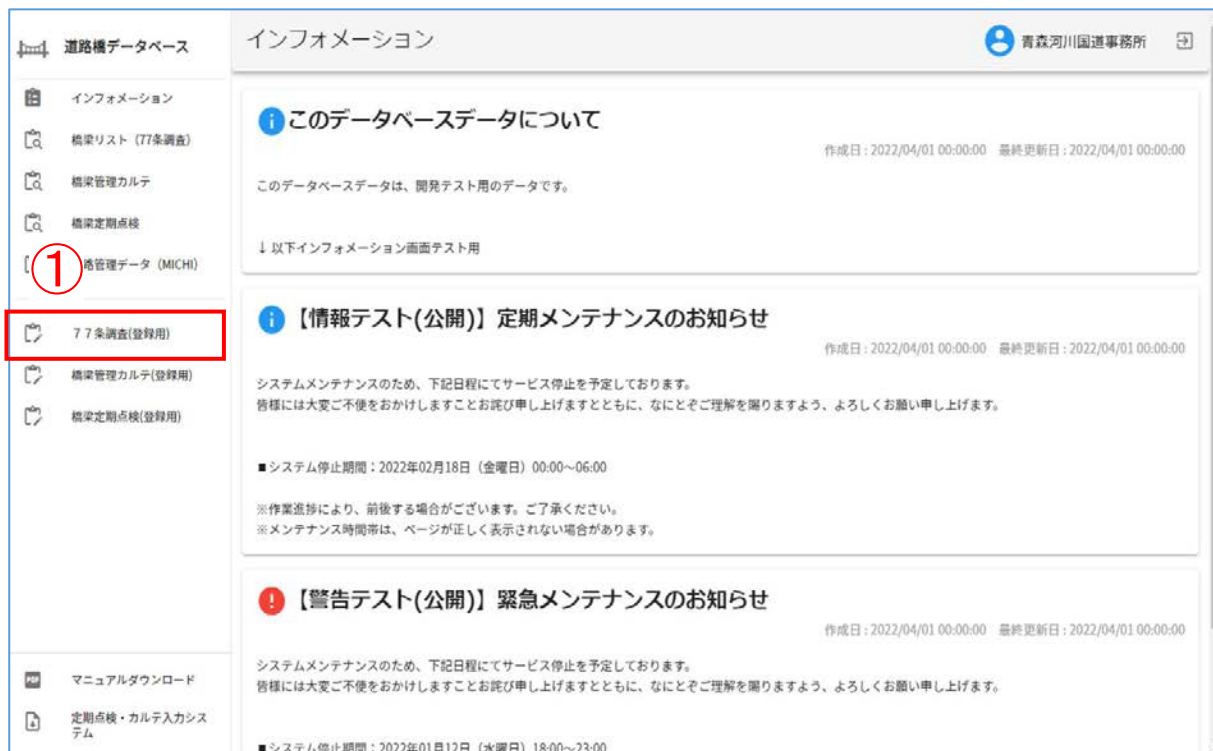 道路橋データベース
インフォメーション
橋梁リスト（77条調査）
橋梁管理カルテ
橋梁定期点検
路管理データ（MICHI）
①
７７条調査(登録用)
橋梁管理カルテ(登録用)
橋梁定期点検(登録用)
マニュアルダウンロード
定期点検・カルテ入力シス
テム
インフォメーション
青森河川国道事務所
このデータベースデータについて
作成日 : 2022/04/01 00:00:00 最終更新日 : 2022/04/01 00:00:00
このデータベースデータは、開発テスト用のデータです。
↓以下インフォメーション画面テスト用
【情報テスト(公開)】定期メンテナンスのお知らせ
作成日 : 2022/04/01 00:00:00 最終更新日 : 2022/04/01 00:00:00
システムメンテナンスのため、下記日程にてサービス停止を予定しております。
皆様には大変ご不便をおかけしますことお詫び申し上げますとともに、なにとぞご理解を賜りますよう、よろしくお願い申し上げます。
■システム停止期間：2022年02月18日（金曜日）00:00～06:00
※作業進捗により、前後する場合がございます。ご了承ください。
※メンテナンス時間帯は、ページが正しく表示されない場合があります。
【警告テスト(公開)】緊急メンテナンスのお知らせ
作成日 : 2022/04/01 00:00:00 最終更新日 : 2022/04/01 00:00:00
システムメンテナンスのため、下記日程にてサービス停止を予定しております。
皆様には大変ご不便をおかけしますことお詫び申し上げますとともに、なにとぞご理解を賜りますよう、よろしくお願い申し上げます。
■システム停止期間：2022年01月12日（水曜日）18:00～23:00